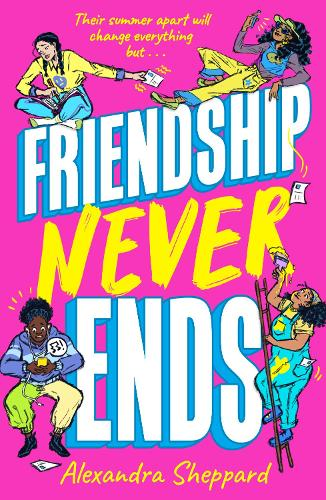 Their summer apart will
change everything
but . . .
FRIENDSHIP
NEVER
ENDS
Alexandra Sheppard